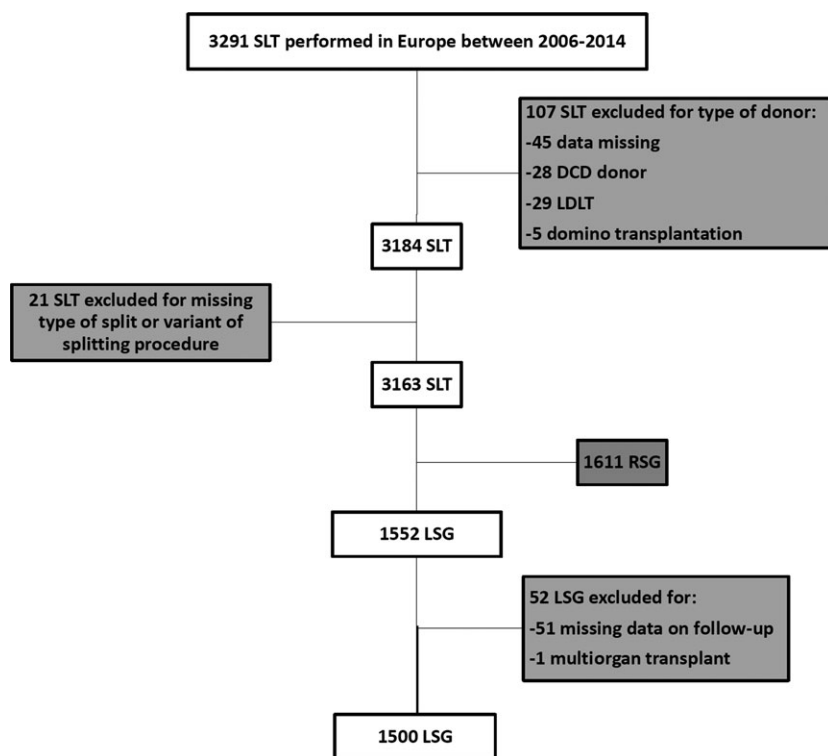 3291 SLT performed in Europe between 2006-2014
107 SLT excluded for type of donor:
-45 data missing
-28 DCD donor
-29 LDLT
-5 domino transplantation
3184 SLT
21 SLT excluded for missing
type of split or variant of
splitting procedure
3163 SLT
1611 RSG
1552 LSG
52 LSG excluded for:
-51 missing data on follow-up
-1 multiorgan transplant
1500 LSG